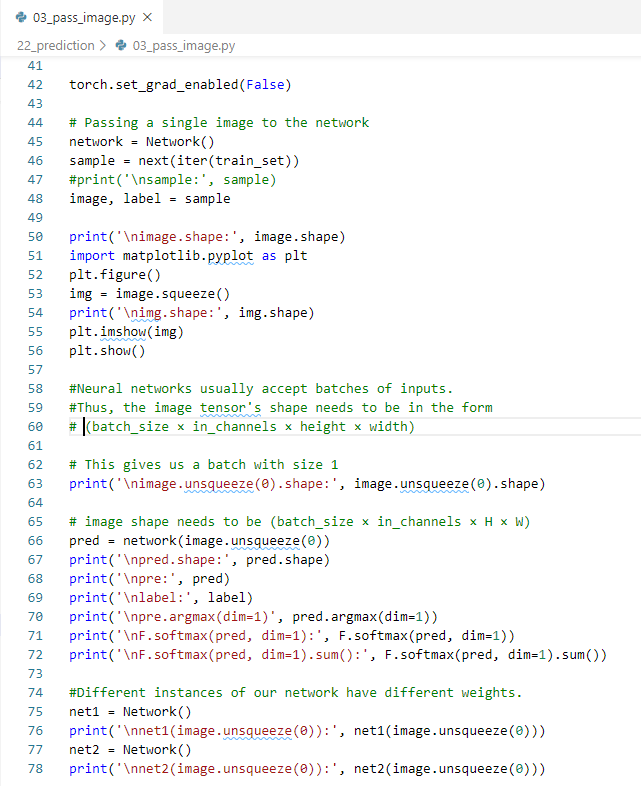 03_pass_image.py ×
22_prediction > 03_pass_image.py
41
42 torch.set_grad_enabled(False)
43
44 # Passing a single image to the network
45 network = Network()
46 sample = next(iter(train_set))
47 #print('\nsample:', sample)
48 image, label = sample
49
50 print('\nimage.shape:', image.shape)
51 import matplotlib.pyplot as plt
52 plt.figure()
53 img = image.squeeze()
54 print('\nimg.shape:', img.shape)
55 plt.imshow(img)
56 plt.show()
57
58 #Neural networks usually accept batches of inputs.
59 #Thus, the image tensor's shape needs to be in the form
60 # (batch_size × in_channels × height × width)
61
62 # This gives us a batch with size 1
63 print('\nimage.unsqueeze(0).shape:', image.unsqueeze(0).shape)
64
65 # image shape needs to be (batch_size × in_channels × H × W)
66 pred = network(image.unsqueeze(0))
67 print('\npred.shape:', pred.shape)
68 print('\npre:', pred)
69 print('\nlabel:', label)
70 print('\npre.argmax(dim=1)', pred.argmax(dim=1))
71 print('\nF.softmax(pred, dim=1):', F.softmax(pred, dim=1))
72 print('\nF.softmax(pred, dim=1).sum():', F.softmax(pred, dim=1).sum())
73
74 #Different instances of our network have different weights.
75 net1 = Network()
76 print('\nnet1(image.unsqueeze(0)):', net1(image.unsqueeze(0)))
77 net2 = Network()
78 print('\nnet2(image.unsqueeze(0)):', net2(image.unsqueeze(0)))